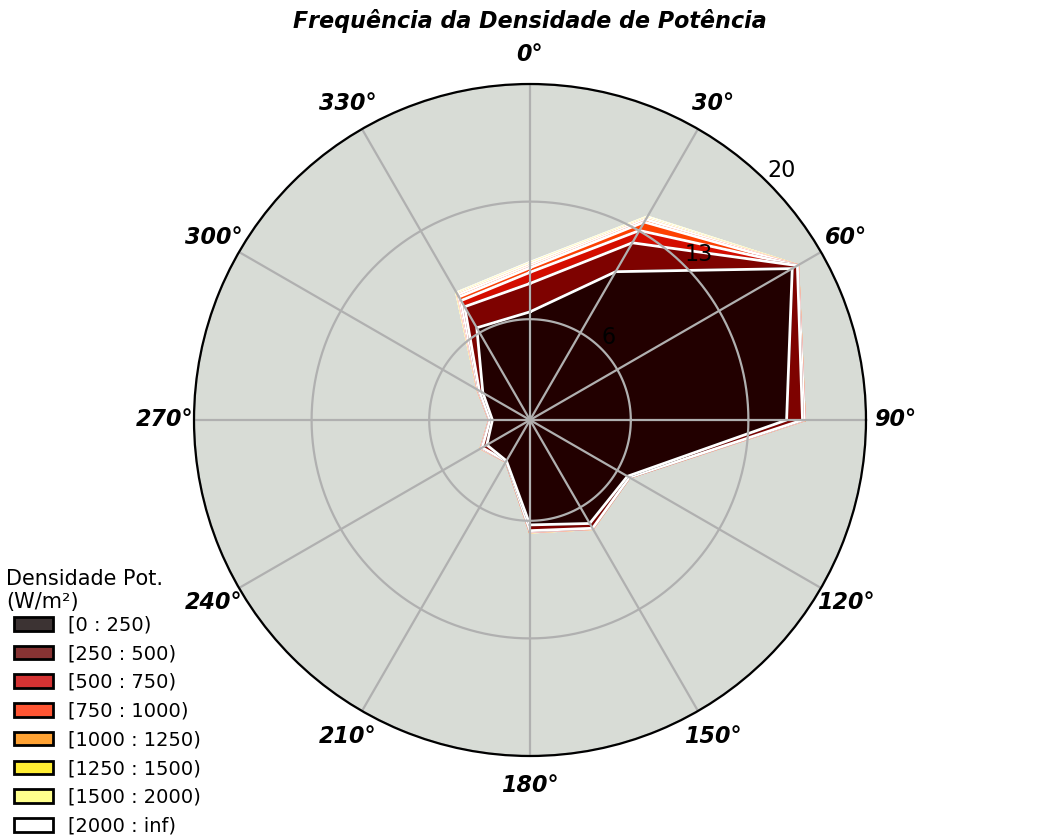 Frequência da Densidade de Potência
0°
30°
60°
90°
120°
150°
180°
210°
240°
270°
300°
330°
6
13
20
Densidade Pot.
(W/m²)
[0 : 250)
[250 : 500)
[500 : 750)
[750 : 1000)
[1000 : 1250)
[1250 : 1500)
[1500 : 2000)
[2000 : inf)